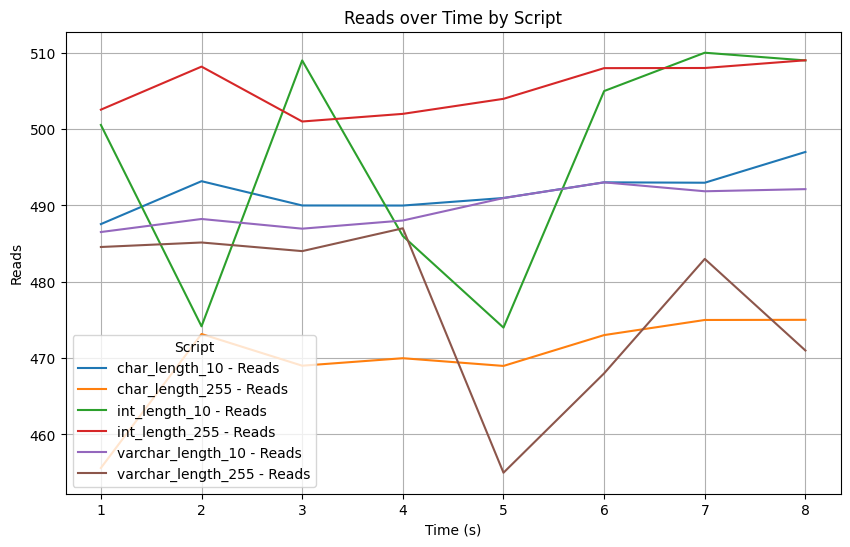 Reads over Time by Script
Reads
510
500
490
480
470
460
Script
char_length_10 - Reads
char_length_255 - Reads
int_length_10 - Reads
int_length_255 - Reads
varchar_length_10 - Reads
varchar_length_255 - Reads
1 2 3 4 5 6 7 8
Time (s)